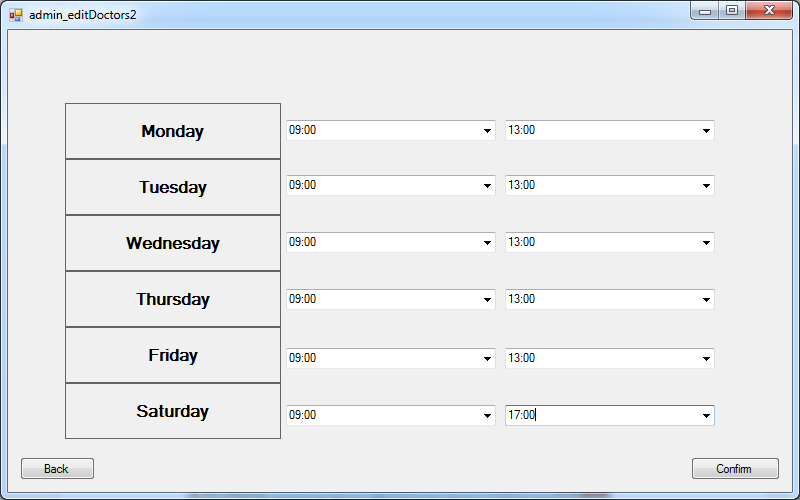 admin_editDoctors2
Monday 09:00 13:00
Tuesday 09:00 13:00
Wednesday 09:00 13:00
Thursday 09:00 13:00
Friday 09:00 13:00
Saturday 09:00 17:00
Back Confirm